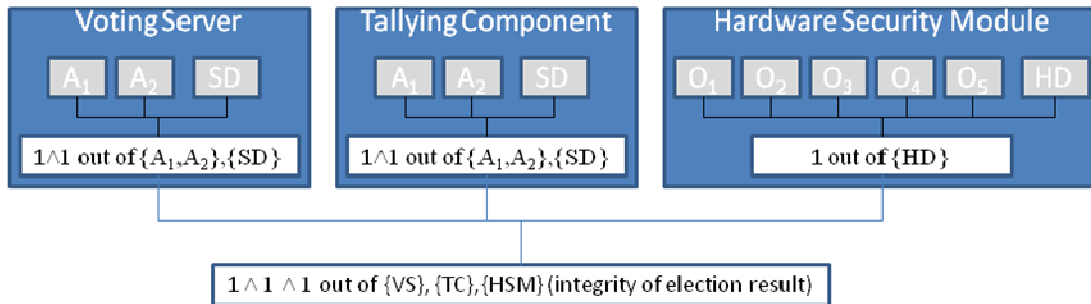 Voting Server Tallying Component Hardware Security Module
A₁ A₂ SD A₁ A₂ SD O₁ O₂ O₃ O₄ O₅ HD
1∧1 out of {A₁,A₂},{SD} 1∧1 out of {A₁,A₂},{SD} 1 out of {HD}
1 ∧ 1 ∧ 1 out of {VS}, {TC},{HSM} (integrity of election result)